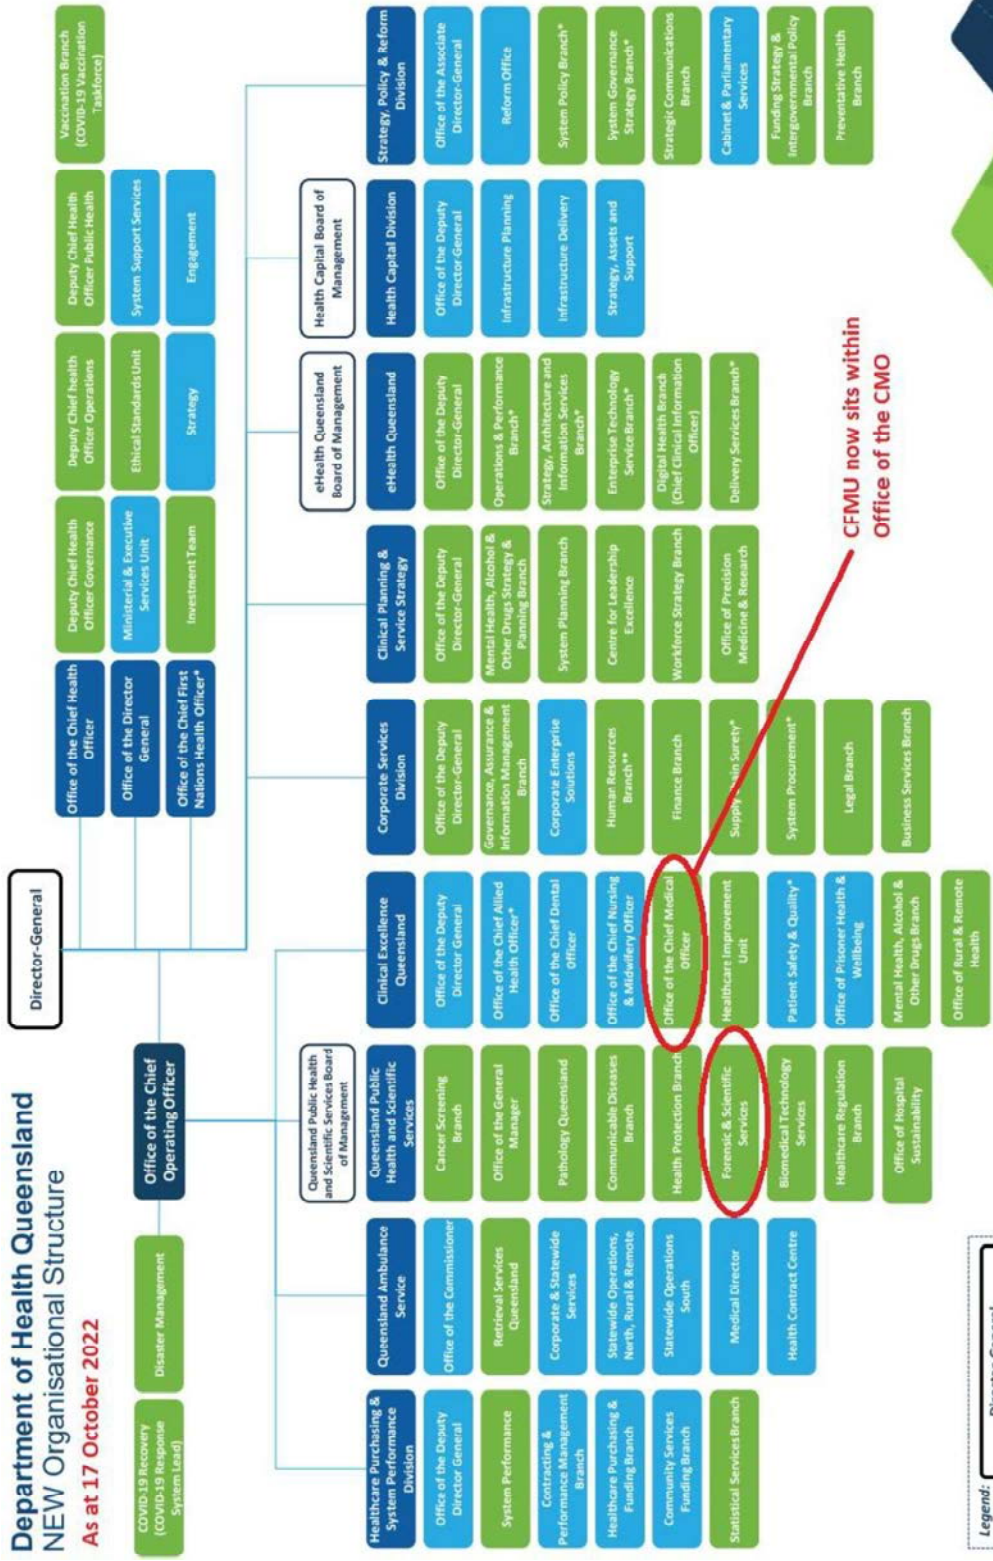 Department of Health Queensland
NEW Organisational Structure
As at 17 October 2022
Director-General
Office of the Chief Health
Officer
Deputy Chief Health
Officer Governance
Deputy Chief health
Officer Operations
Deputy Chief Health
Officer Public Health
Vaccination Branch
(COVID-19 Vaccination
Taskforce)
Office of the Director
General
Ministerial & Executive
Services Unit
Ethical Standards Unit
System Support Services
Office of the Chief First
Nations Health Officer*
Investment Team
Strategy
Engagement
COVID-19 Recovery
(COVID-19 Response
System Lead)
Disaster Management
Office of the Chief
Operating Officer
Queensland Public Health
and Scientific Services Board
of Management
eHealth Queensland
Board of Management
Health Capital Board of
Management
Healthcare Purchasing &
System Performance
Division
Office of the Deputy
Director General
System Performance
Contracting &
Performance Management
Branch
Healthcare Purchasing &
Funding Branch
Community Services
Funding Branch
Statistical Services Branch
Queensland Ambulance
Service
Office of the Commissioner
Retrieval Services
Queensland
Corporate & Statewide
Services
Statewide Operations,
North, Rural & Remote
Statewide Operations
South
Medical Director
Health Contract Centre
Queensland Public
Health and Scientific
Services
Cancer Screening
Branch
Office of the General
Manager
Pathology Queensland
Communicable Diseases
Branch
Health Protection Branch
Forensic & Scientific
Services
Biomedical Technology
Services
Healthcare Regulation
Branch
Office of Hospital
Sustainability
Clinical Excellence
Queensland
Office of the Deputy
Director General
Office of the Chief Allied
Health Officer*
Office of the Chief Dental
Officer
Office of the Chief Nursing
& Midwifery Officer
Office of the Chief Medical
Officer
Healthcare Improvement
Unit
Patient Safety & Quality*
Office of Prisoner Health &
Wellbeing
Mental Health, Alcohol &
Other Drugs Branch
Office of Rural & Remote
Health
Corporate Services
Division
Office of the Deputy
Director-General
Governance, Assurance &
Information Management
Branch
Corporate Enterprise
Solutions
Human Resources
Branch**
Finance Branch
Supply Chain Surety*
System Procurement*
Legal Branch
Business Services Branch
Clinical Planning &
Service Strategy
Office of the Deputy
Director-General
Mental Health, Alcohol &
Other Drugs Strategy &
Planning Branch
System Planning Branch
Centre for Leadership
Excellence
Workforce Strategy Branch
Office of Precision
Medicine & Research
eHealth Queensland
Office of the Deputy
Director-General
Operations & Performance
Branch*
Strategy, Architecture and
Information Services
Branch*
Enterprise Technology
Service Branch*
Digital Health Branch
(Chief Clinical Information
Officer)
Delivery Services Branch*
Health Capital Division
Office of the Deputy
Director-General
Infrastructure Planning
Infrastructure Delivery
Strategy, Assets and
Support
Strategy, Policy & Reform
Division
Office of the Associate
Director-General
Reform Office
System Policy Branch*
System Governance
Strategy Branch*
Strategic Communications
Branch
Cabinet & Parliamentary
Services
Funding Strategy &
Intergovernmental Policy
Branch
Preventative Health
Branch
CFMU now sits within
Office of the CMO
Legend: